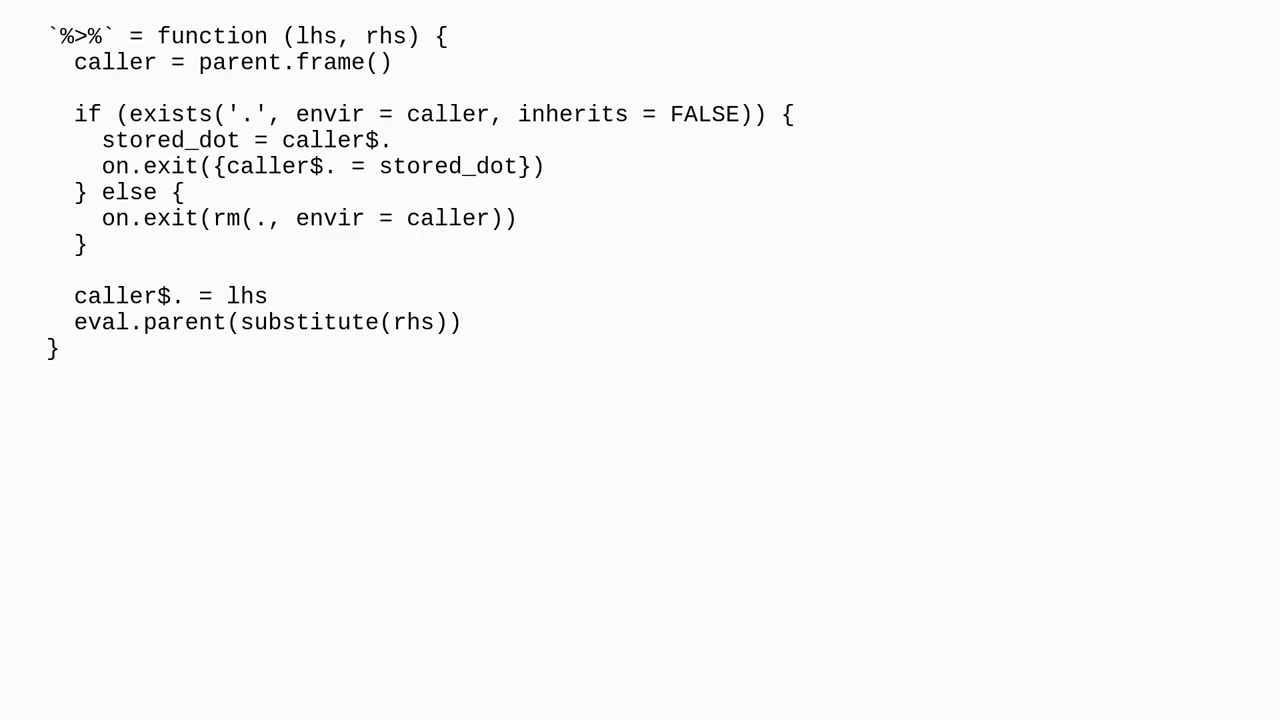 `%>%` = function (lhs, rhs) {
  caller = parent.frame()

  if (exists('.', envir = caller, inherits = FALSE)) {
    stored_dot = caller$.
    on.exit({caller$. = stored_dot})
  } else {
    on.exit(rm(., envir = caller))
  }

  caller$. = lhs
  eval.parent(substitute(rhs))
}